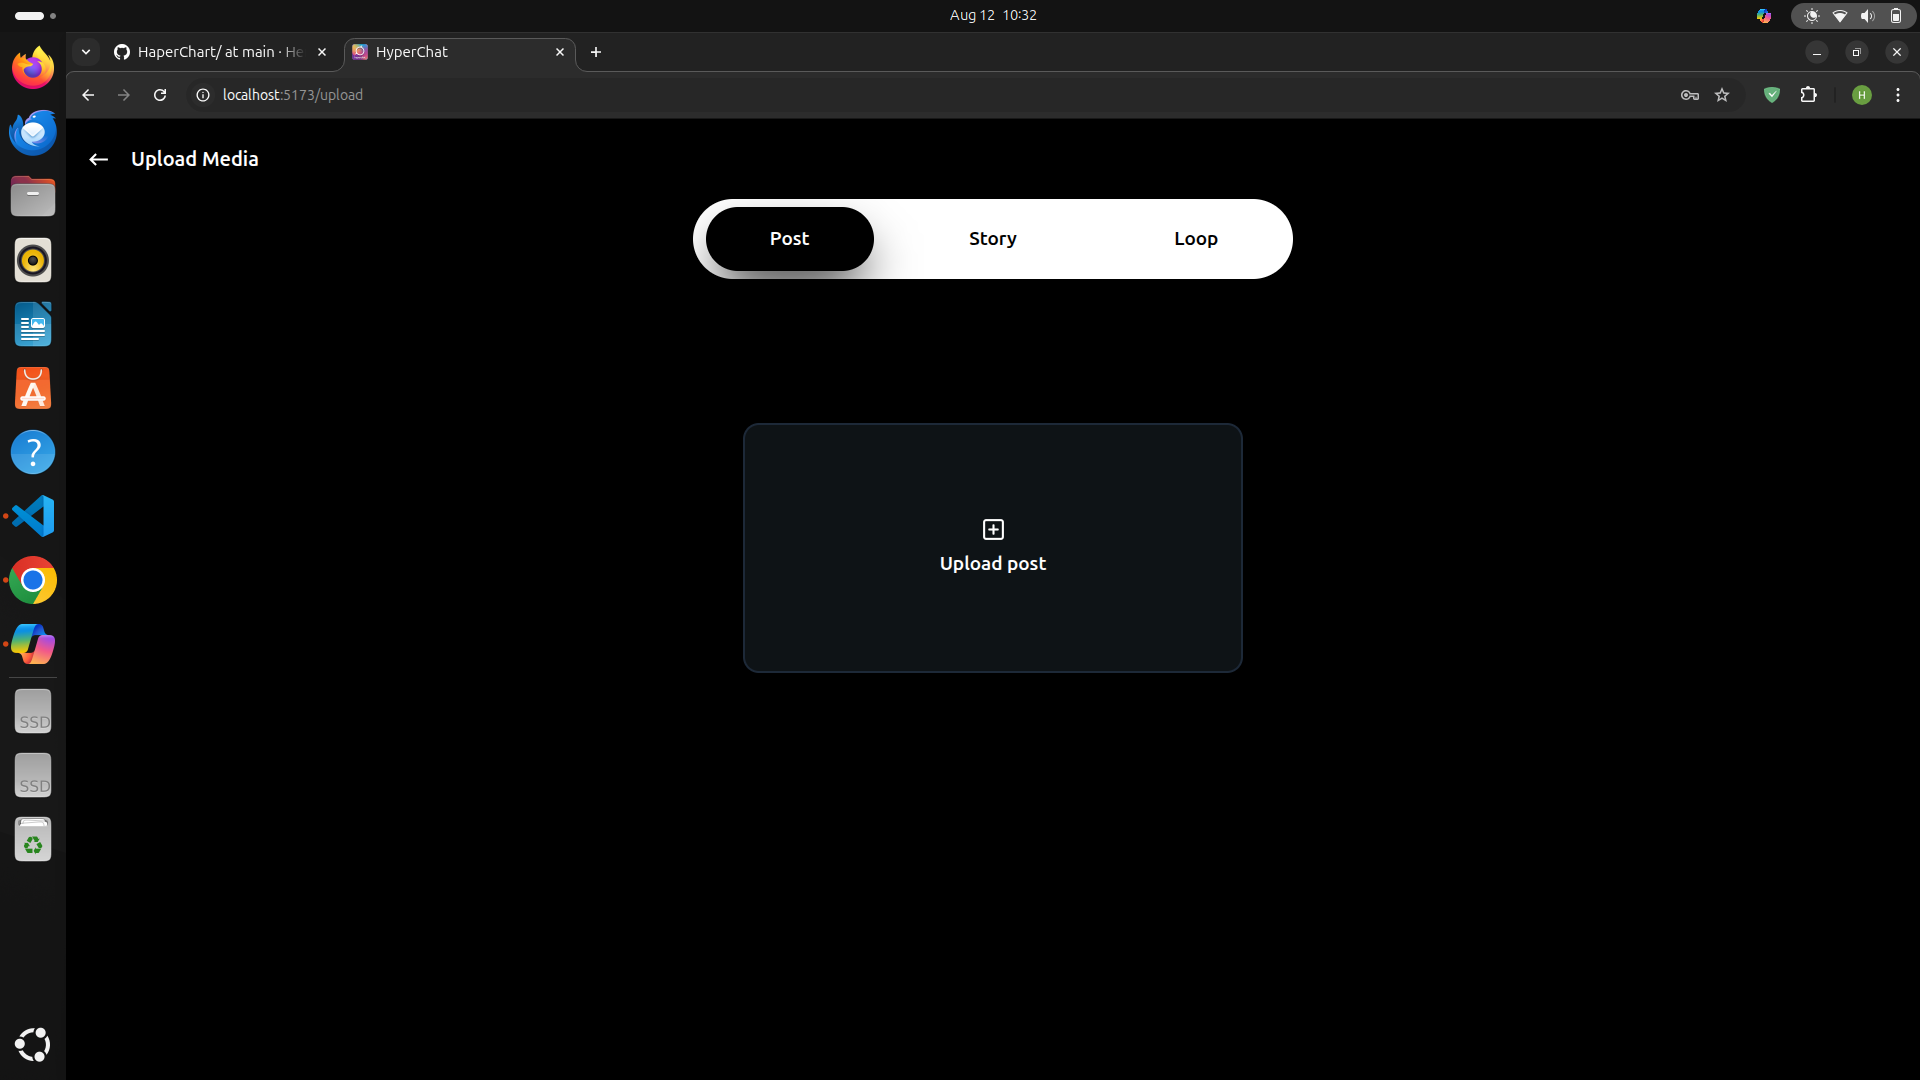 Aug 12 10:32
HaperChart/ at main · He
HyperChat
localhost:5173/upload
H
Upload Media
Post
Story
Loop
Upload post
A
?
SSD
SSD